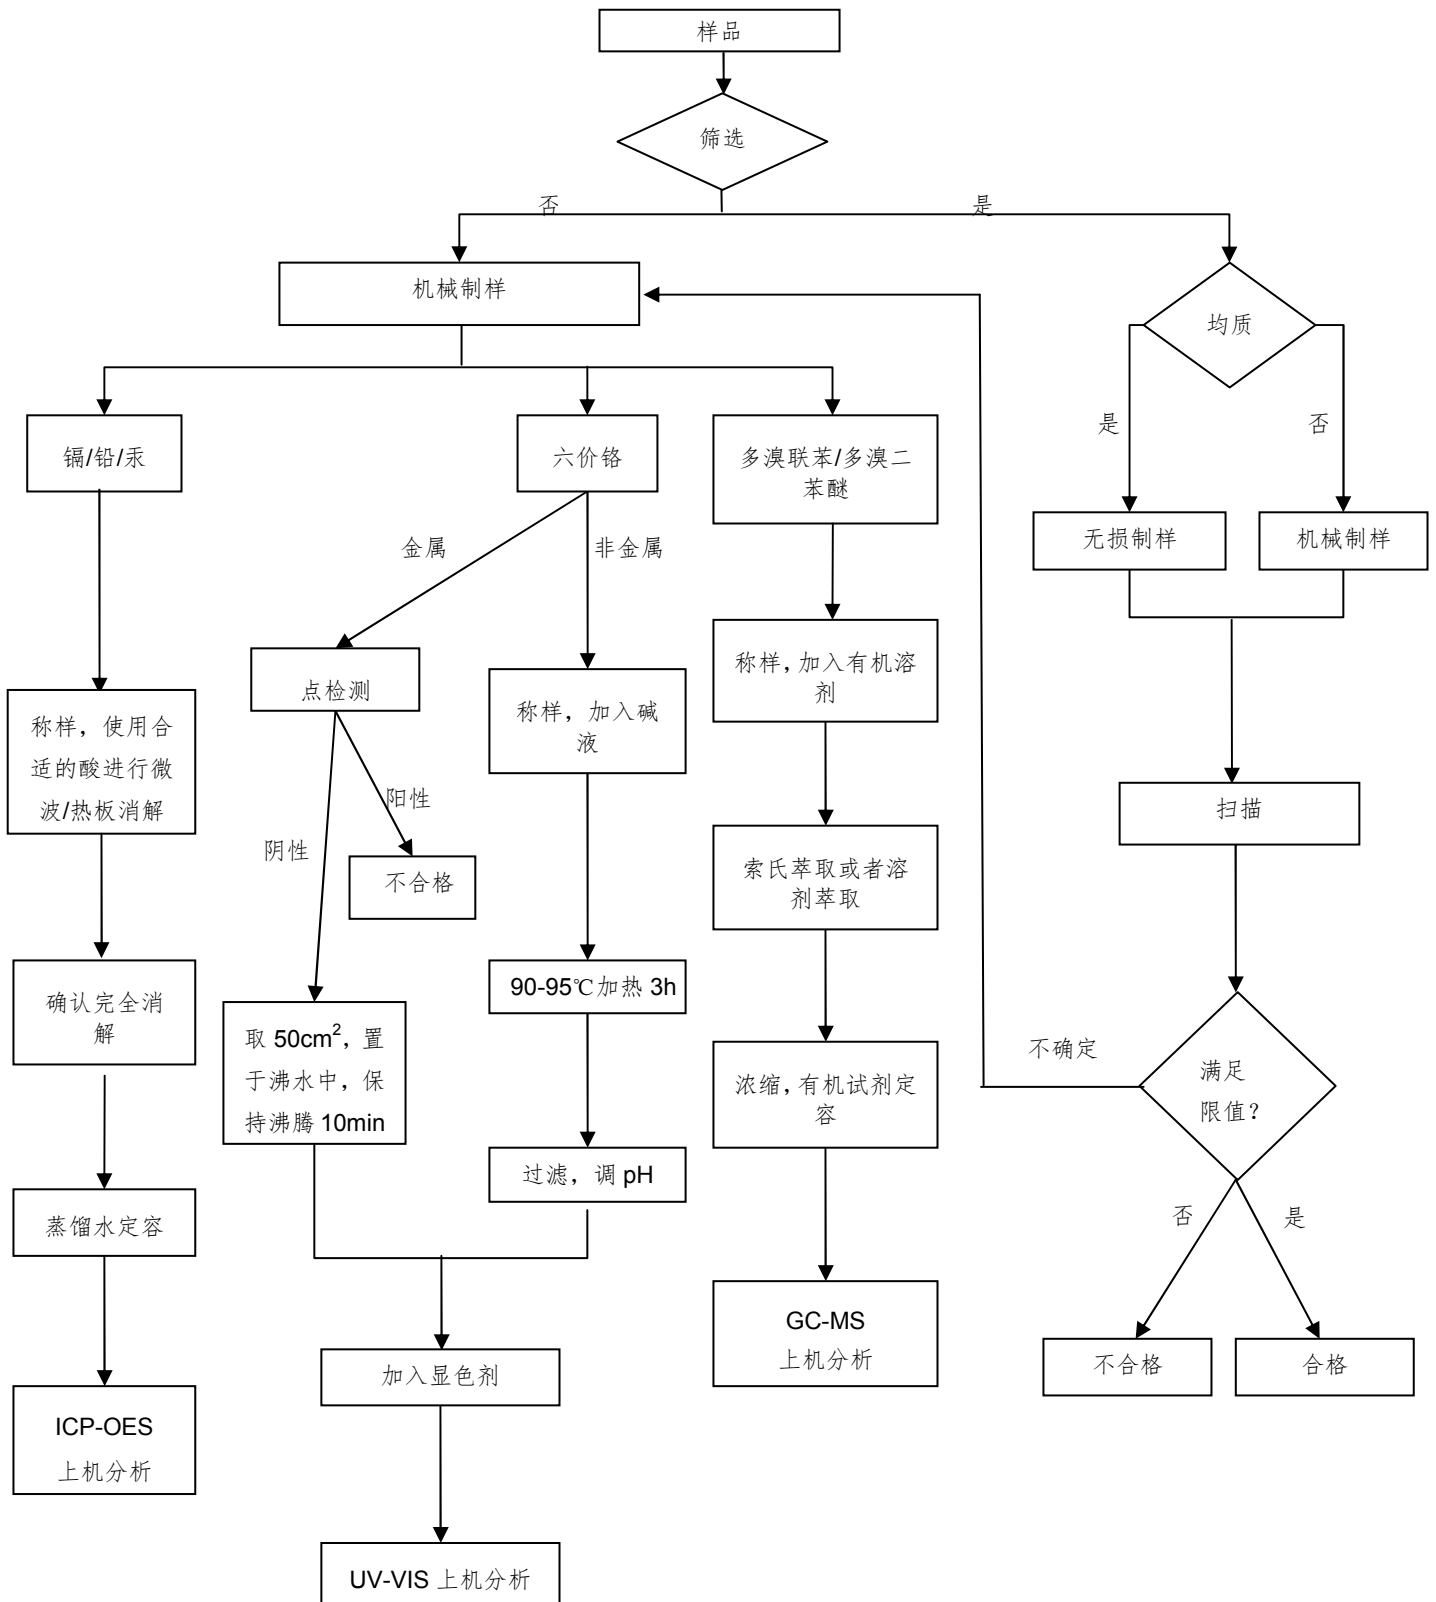 样品
筛选
否
是
机械制样
均质
是
否
镉/铅/汞
六价铬
多溴联苯/多溴二
苯醚
无损制样
机械制样
金属
非金属
点检测
称样，加入碱
液
称样，加入有机溶
剂
称样，使用合
适的酸进行微
波/热板消解
阳性
阴性
不合格
扫描
索氏萃取或者溶
剂萃取
确认完全消
解
90-95℃加热 3h
取 50cm²，置
于沸水中，保
持沸腾 10min
不确定
满足
限值？
浓缩，有机试剂定
容
过滤，调 pH
蒸馏水定容
否
是
GC-MS
上机分析
不合格
合格
加入显色剂
ICP-OES
上机分析
UV-VIS 上机分析